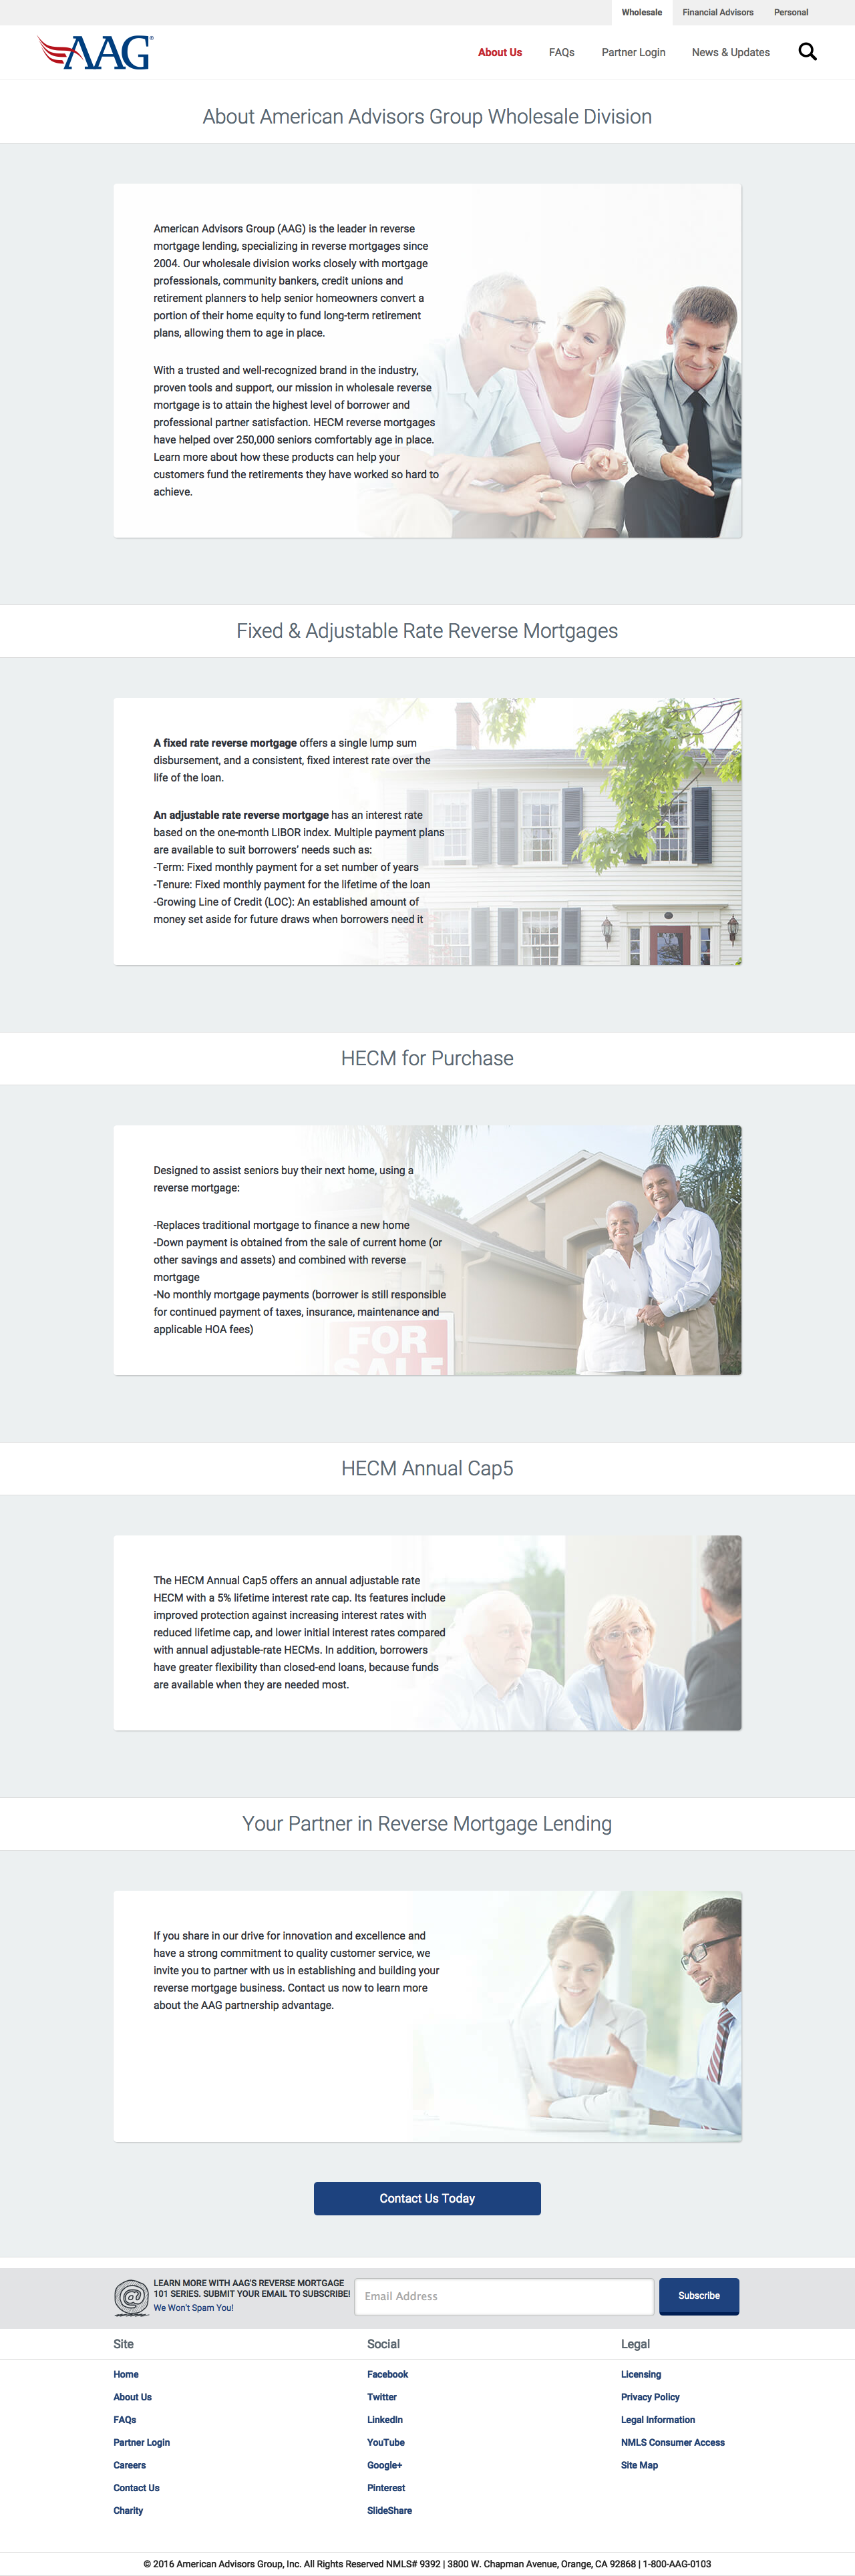 Wholesale Financial Advisors Personal
AAG®
About Us FAQs Partner Login News & Updates
About American Advisors Group Wholesale Division
American Advisors Group (AAG) is the leader in reverse
mortgage lending, specializing in reverse mortgages since
2004. Our wholesale division works closely with mortgage
professionals, community bankers, credit unions and
retirement planners to help senior homeowners convert a
portion of their home equity to fund long-term retirement
plans, allowing them to age in place.
With a trusted and well-recognized brand in the industry,
proven tools and support, our mission in wholesale reverse
mortgage is to attain the highest level of borrower and
professional partner satisfaction. HECM reverse mortgages
have helped over 250,000 seniors comfortably age in place.
Learn more about how these products can help your
customers fund the retirements they have worked so hard to
achieve.
Fixed & Adjustable Rate Reverse Mortgages
A fixed rate reverse mortgage offers a single lump sum
disbursement, and a consistent, fixed interest rate over the
life of the loan.
An adjustable rate reverse mortgage has an interest rate
based on the one-month LIBOR index. Multiple payment plans
are available to suit borrowers’ needs such as:
-Term: Fixed monthly payment for a set number of years
-Tenure: Fixed monthly payment for the lifetime of the loan
-Growing Line of Credit (LOC): An established amount of
money set aside for future draws when borrowers need it
HECM for Purchase
Designed to assist seniors buy their next home, using a
reverse mortgage:
-Replaces traditional mortgage to finance a new home
-Down payment is obtained from the sale of current home (or
other savings and assets) and combined with reverse
mortgage
-No monthly mortgage payments (borrower is still responsible
for continued payment of taxes, insurance, maintenance and
applicable HOA fees)
FOR
SALE
HECM Annual Cap5
The HECM Annual Cap5 offers an annual adjustable rate
HECM with a 5% lifetime interest rate cap. Its features include
improved protection against increasing interest rates with
reduced lifetime cap, and lower initial interest rates compared
with annual adjustable-rate HECMs. In addition, borrowers
have greater flexibility than closed-end loans, because funds
are available when they are needed most.
Your Partner in Reverse Mortgage Lending
If you share in our drive for innovation and excellence and
have a strong commitment to quality customer service, we
invite you to partner with us in establishing and building your
reverse mortgage business. Contact us now to learn more
about the AAG partnership advantage.
Contact Us Today
LEARN MORE WITH AAG'S REVERSE MORTGAGE
101 SERIES. SUBMIT YOUR EMAIL TO SUBSCRIBE!
We Won't Spam You!
Email Address
Subscribe
Site
Home
About Us
FAQs
Partner Login
Careers
Contact Us
Charity
Social
Facebook
Twitter
LinkedIn
YouTube
Google+
Pinterest
SlideShare
Legal
Licensing
Privacy Policy
Legal Information
NMLS Consumer Access
Site Map
© 2016 American Advisors Group, Inc. All Rights Reserved NMLS# 9392 | 3800 W. Chapman Avenue, Orange, CA 92868 | 1-800-AAG-0103